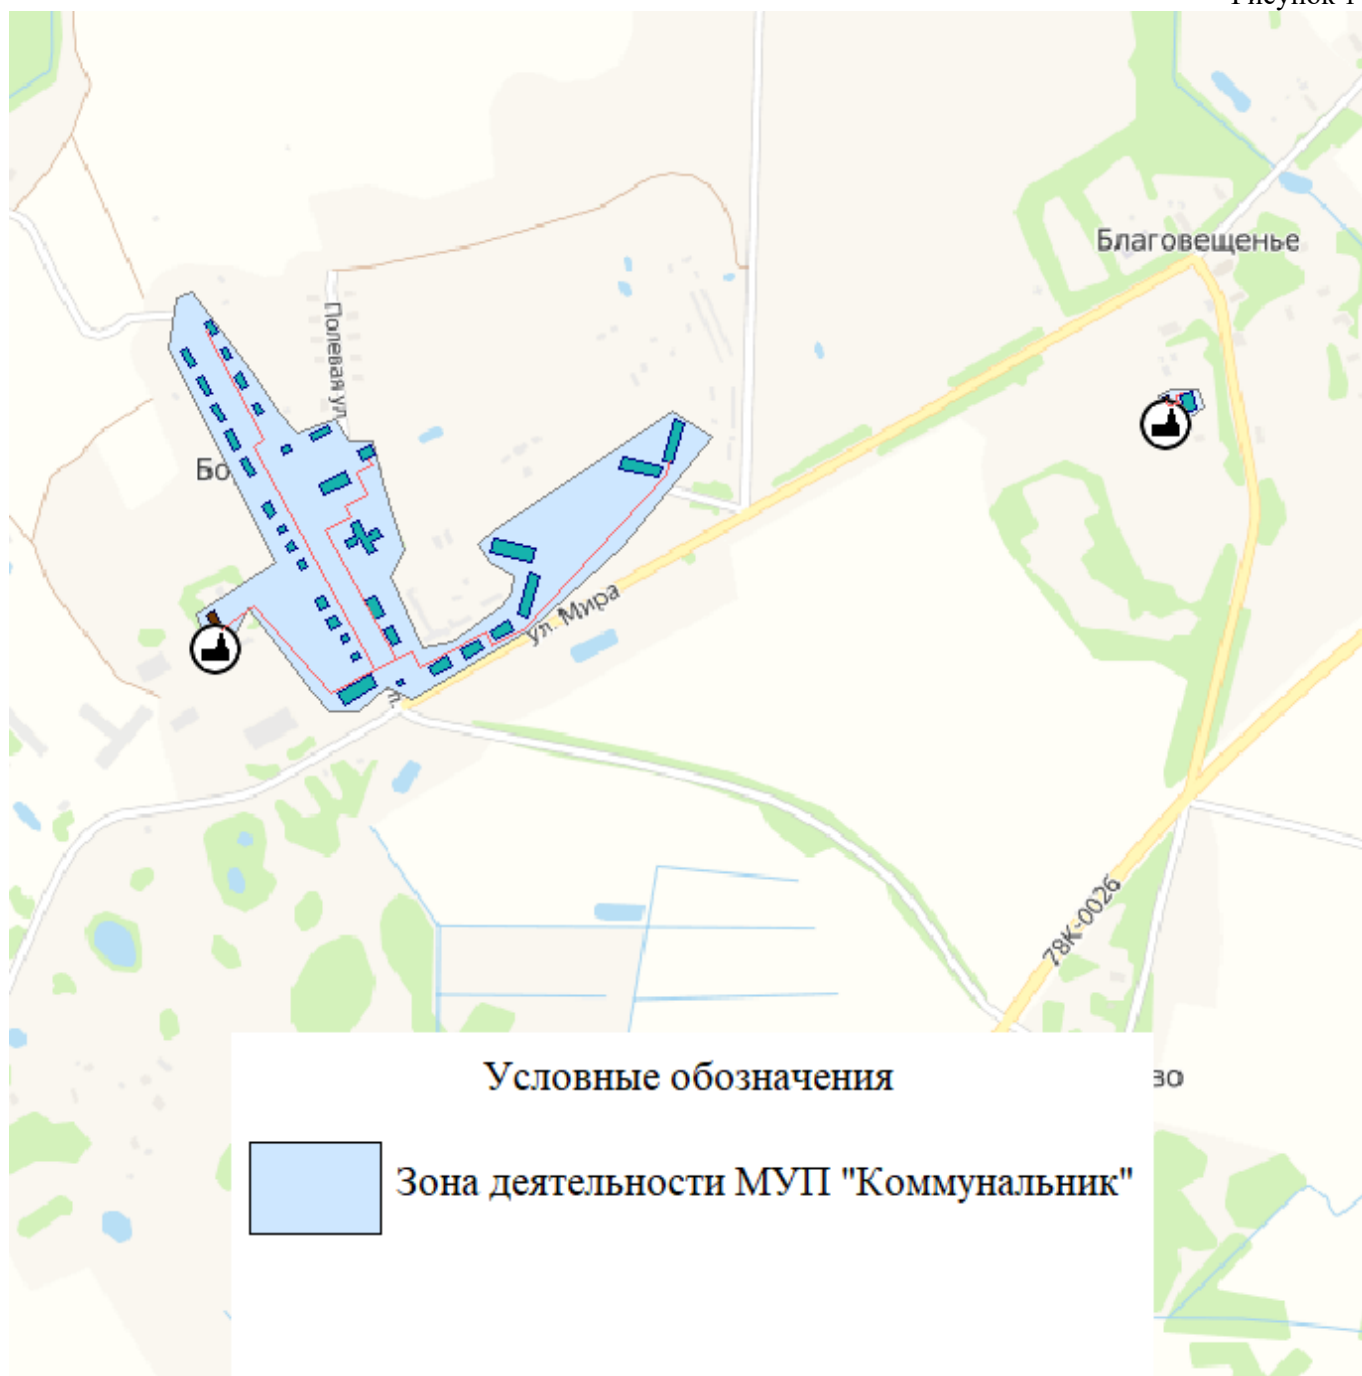 Благовещенье
Полевая ул.
Бо
ул. Мира
78К-0026
Условные обозначения
во
Зона деятельности МУП "Коммунальник"